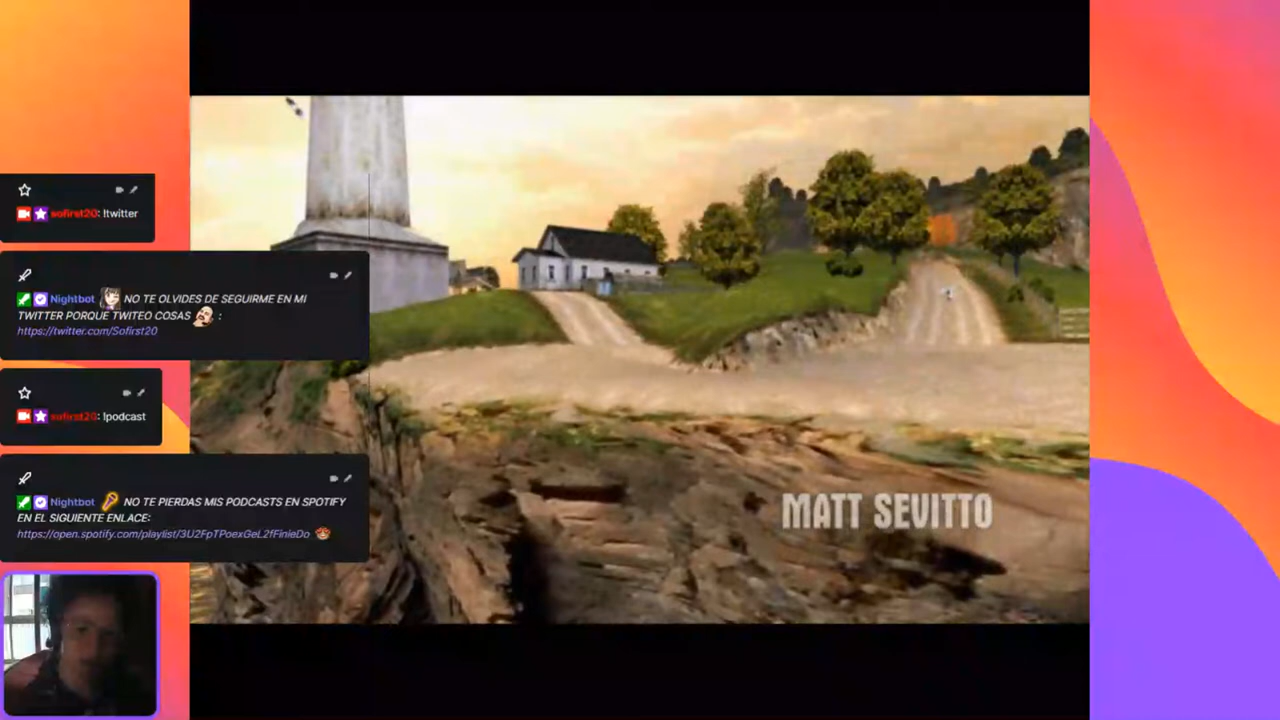 sofirst20: !twitter
Nightbot NO TE OLVIDES DE SEGUIRME EN MI
TWITTER PORQUE TWITEO COSAS :
https://twitter.com/Sofirst20
sofirst20: !podcast
Nightbot NO TE PIERDAS MIS PODCASTS EN SPOTIFY
EN EL SIGUIENTE ENLACE:
https://open.spotify.com/playlist/3U2FpTPoexGeL2fFinieDo
MATT SEVITTO